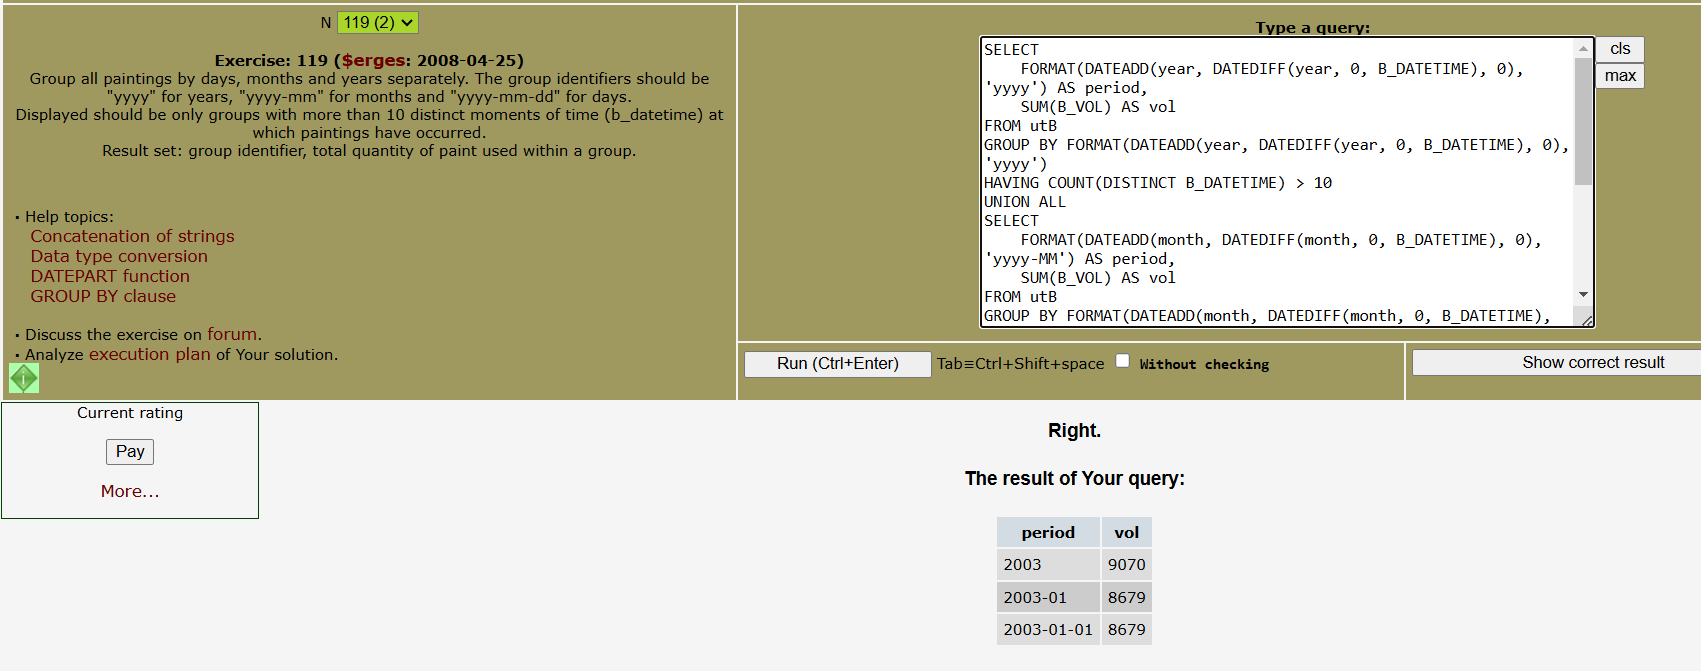 N 119 (2)
Exercise: 119 ($erges: 2008-04-25)
Group all paintings by days, months and years separately. The group identifiers should be
"yyyy" for years, "yyyy-mm" for months and "yyyy-mm-dd" for days.
Displayed should be only groups with more than 10 distinct moments of time (b_datetime) at
which paintings have occurred.
Result set: group identifier, total quantity of paint used within a group.
• Help topics:
Concatenation of strings
Data type conversion
DATEPART function
GROUP BY clause
• Discuss the exercise on forum.
• Analyze execution plan of Your solution.
Type a query:
SELECT
    FORMAT(DATEADD(year, DATEDIFF(year, 0, B_DATETIME), 0),
'yyyy') AS period,
    SUM(B_VOL) AS vol
FROM utB
GROUP BY FORMAT(DATEADD(year, DATEDIFF(year, 0, B_DATETIME), 0),
'yyyy')
HAVING COUNT(DISTINCT B_DATETIME) > 10
UNION ALL
SELECT
    FORMAT(DATEADD(month, DATEDIFF(month, 0, B_DATETIME), 0),
'yyyy-MM') AS period,
    SUM(B_VOL) AS vol
FROM utB
GROUP BY FORMAT(DATEADD(month, DATEDIFF(month, 0, B_DATETIME),
cls
max
Run (Ctrl+Enter) Tab≡Ctrl+Shift+space Without checking
Show correct result
Current rating
Pay
More...
Right.
The result of Your query:
period vol
2003 9070
2003-01 8679
2003-01-01 8679